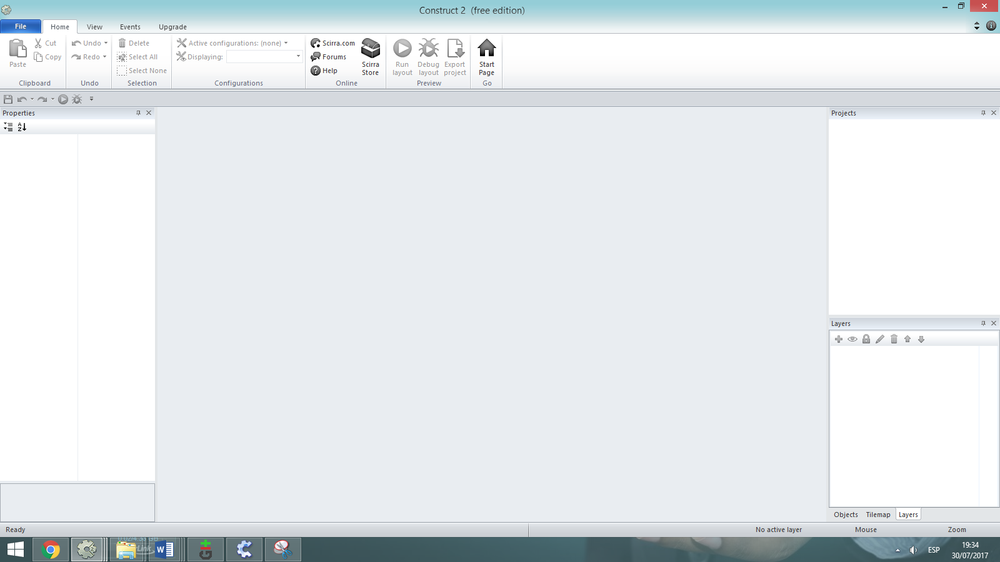 Construct 2 (free edition)
File Home View Events Upgrade
Paste
Cut
Copy
Clipboard
Undo
Redo
Undo
Delete
Select All
Select None
Selection
Active configurations: (none)
Displaying:
Configurations
Scirra.com
Forums
Help
Scirra
Store
Online
Run
layout
Debug
layout
Export
project
Preview
Start
Page
Go
Properties
Projects
Layers
Objects Tilemap Layers
Ready
No active layer
Mouse
Zoom
ESP
19:34
30/07/2017